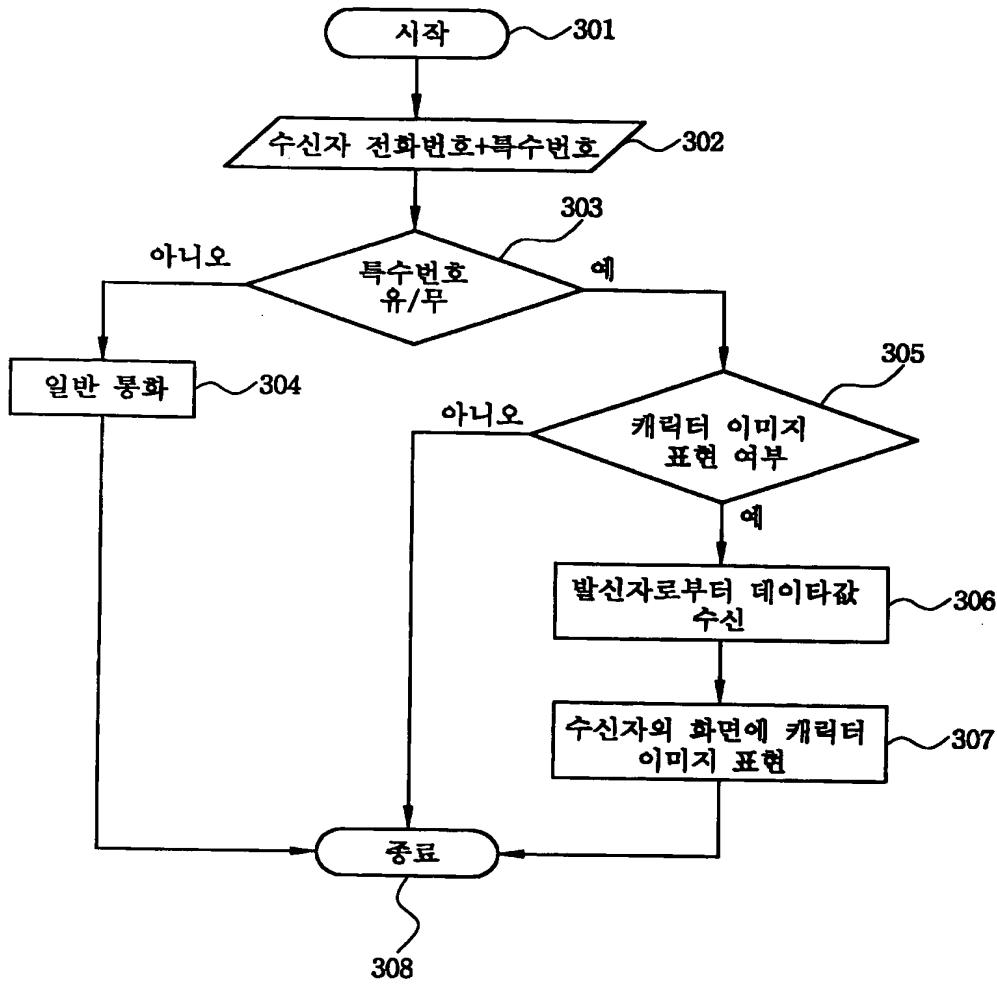 시작
301
수신자 전화번호+특수번호
302
303
아니오
특수번호
유/무
예
일반 통화
304
305
아니오
캐릭터 이미지
표현 여부
예
발신자로부터 데이타값
수신
306
수신자의 화면에 캐릭터
이미지 표현
307
종료
308